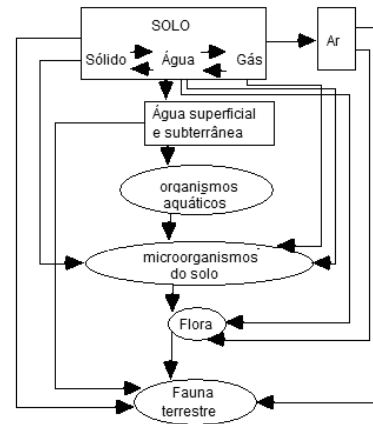 SOLO
Sólido Água Gás
Ar
Água superficial
e subterrânea
organismos
aquáticos
microorganismos
do solo
Flora
Fauna
terrestre